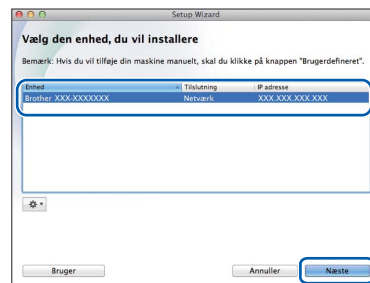 Setup Wizard
Vælg den enhed, du vil installere
Bemærk: Hvis du vil tilføje din maskine manuelt, skal du klikke på knappen "Brugerdefineret".
Enhed Tilslutning IP adresse
Brother XXX-XXXXXXX Netværk XXX.XXX.XXX.XXX
Bruger Annuller Næste